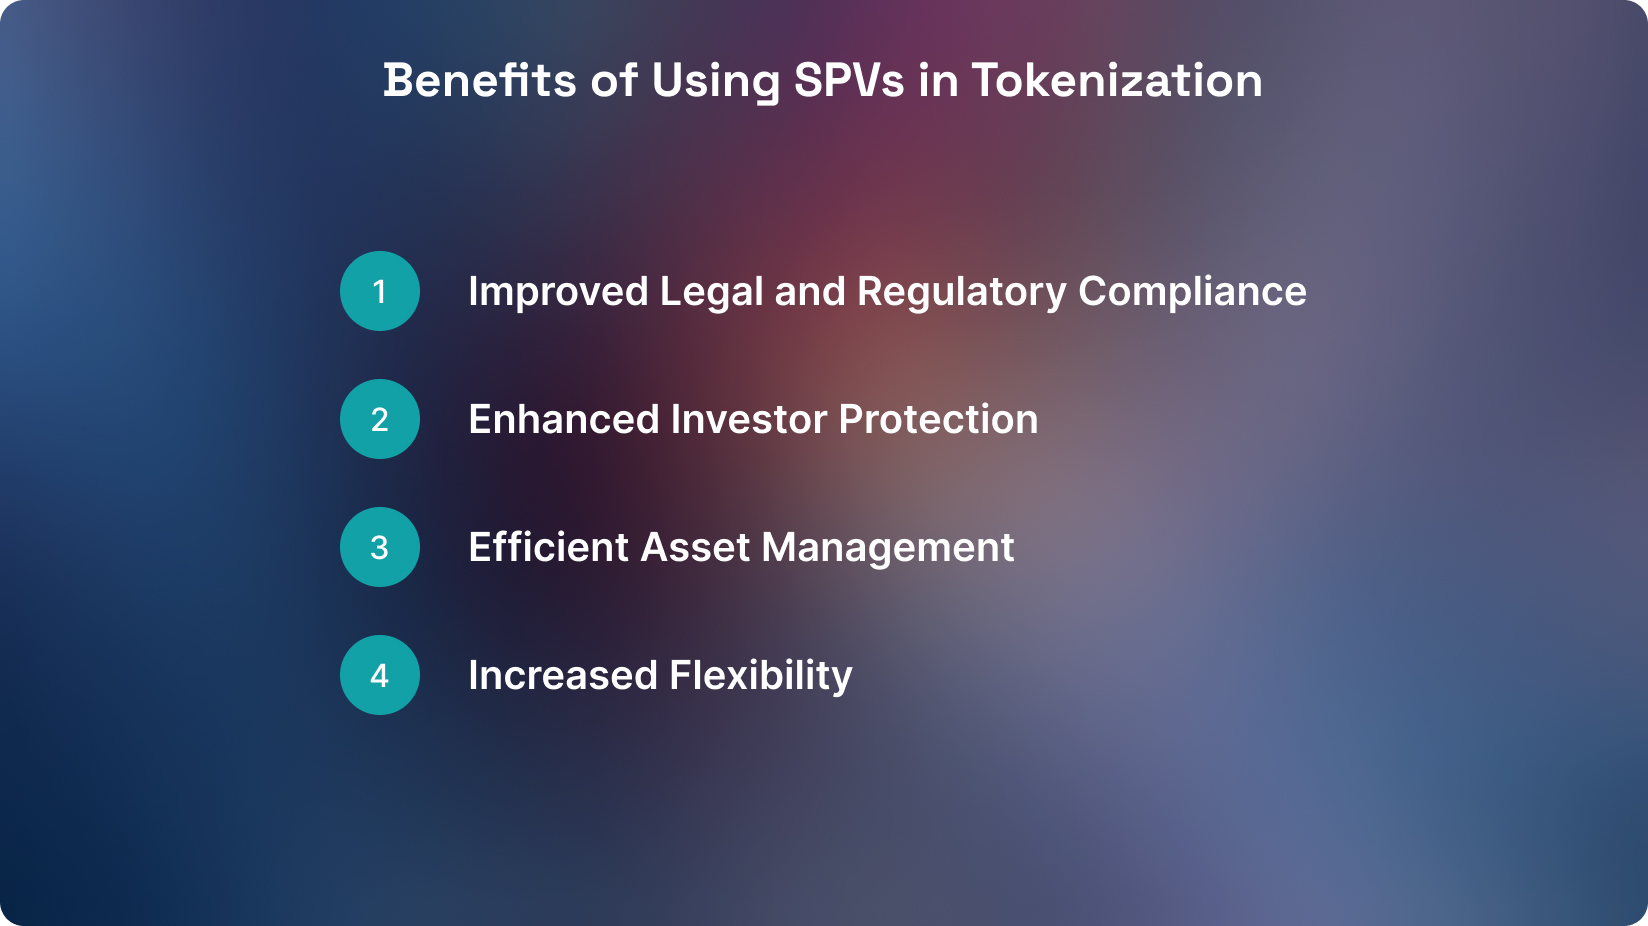 Benefits of Using SPVs in Tokenization
1 Improved Legal and Regulatory Compliance
2 Enhanced Investor Protection
3 Efficient Asset Management
4 Increased Flexibility